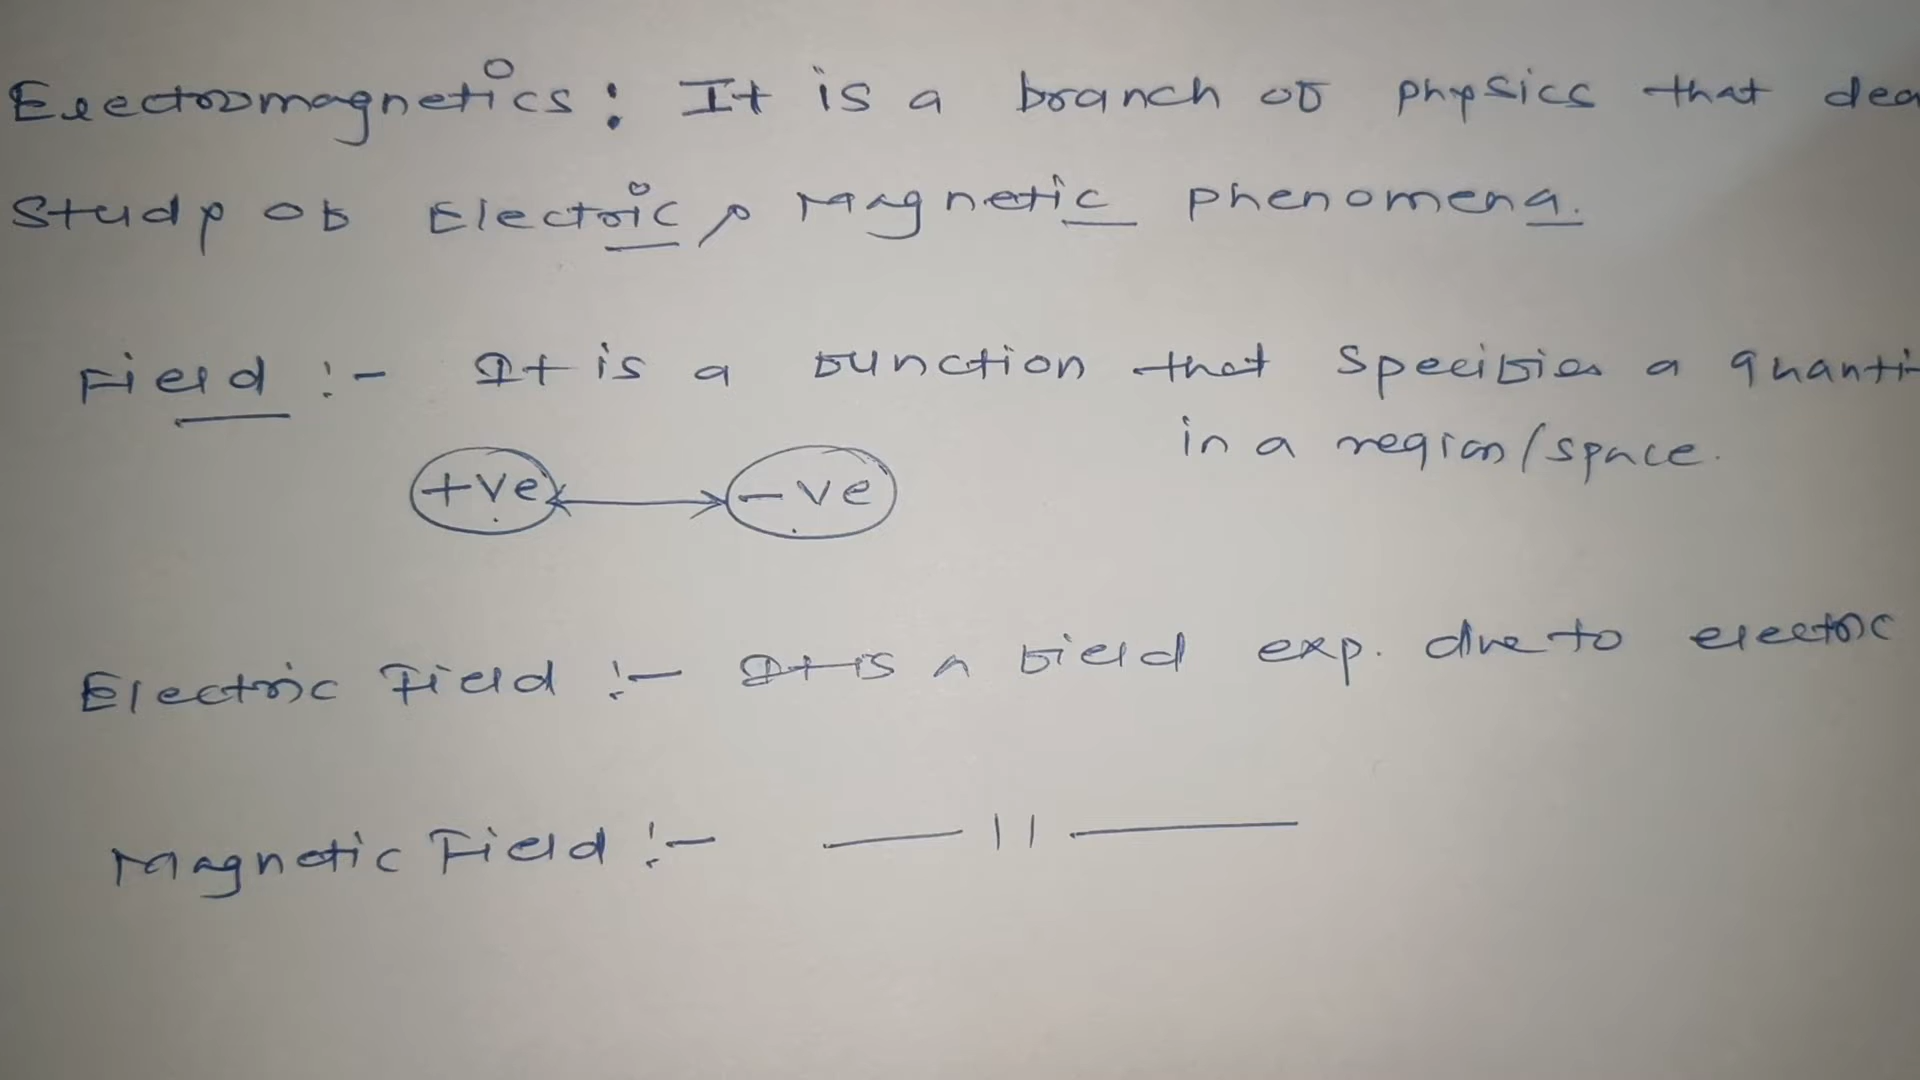 Electromagnetics: It is a branch of physics that dea
Study of Electric, Magnetic phenomena.
Field :- It is a function that specifies a quanti
in a region/space.
+ve -ve
Electric Field :- It is a field exp. due to electric
Magnetic Field :- — 11 —